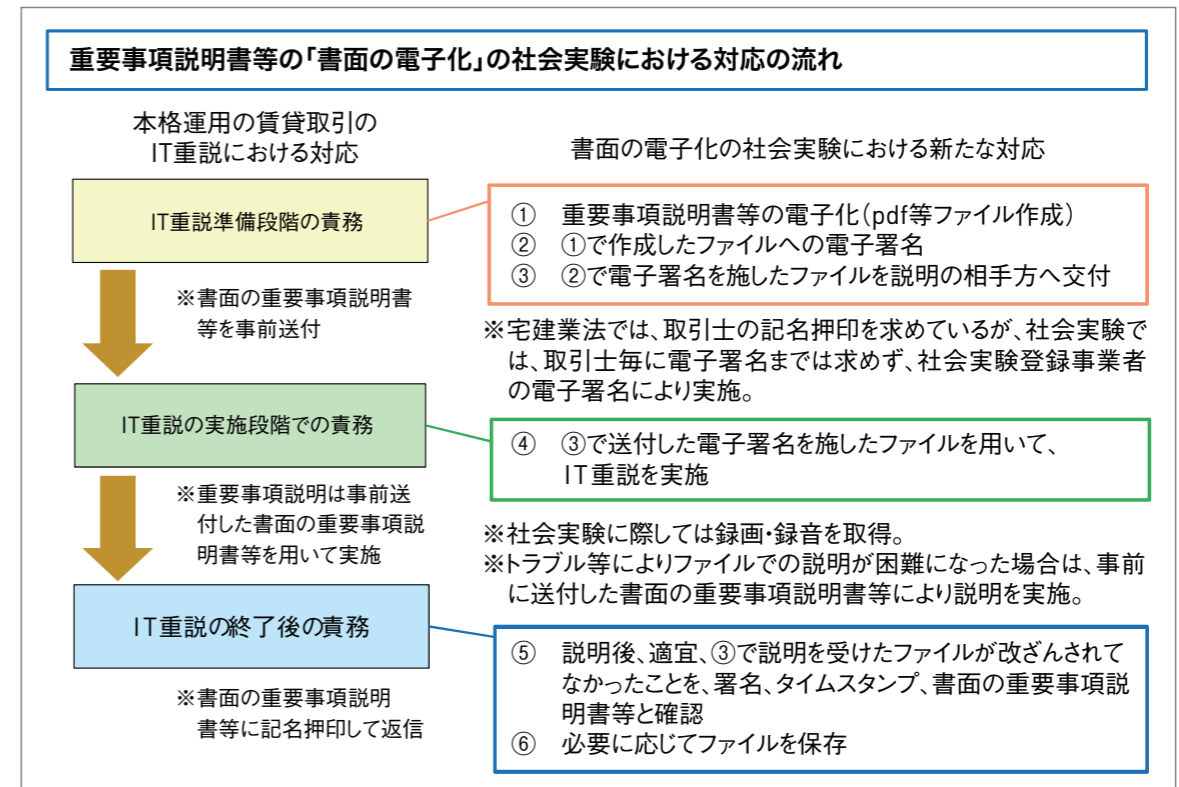 重要事項説明書等の「書面の電子化」の社会実験における対応の流れ
本格運用の賃貸取引の
IT重説における対応
書面の電子化の社会実験における新たな対応
IT重説準備段階の責務
① 重要事項説明書等の電子化（pdf等ファイル作成）
② ①で作成したファイルへの電子署名
③ ②で電子署名を施したファイルを説明の相手方へ交付
※書面の重要事項説明書
等を事前送付
※宅建業法では、取引士の記名押印を求めているが、社会実験で
は、取引士毎に電子署名までは求めず、社会実験登録事業者
の電子署名により実施。
IT重説の実施段階での責務
④ ③で送付した電子署名を施したファイルを用いて、
IT重説を実施
※重要事項説明は事前送
付した書面の重要事項説
明書等を用いて実施
※社会実験に際しては録画・録音を取得。
※トラブル等によりファイルでの説明が困難になった場合は、事前
に送付した書面の重要事項説明書等により説明を実施。
IT重説の終了後の責務
⑤ 説明後、適宜、③で説明を受けたファイルが改ざんされて
なかったことを、署名、タイムスタンプ、書面の重要事項説
明書等と確認
⑥ 必要に応じてファイルを保存
※書面の重要事項説明
書等に記名押印して返信